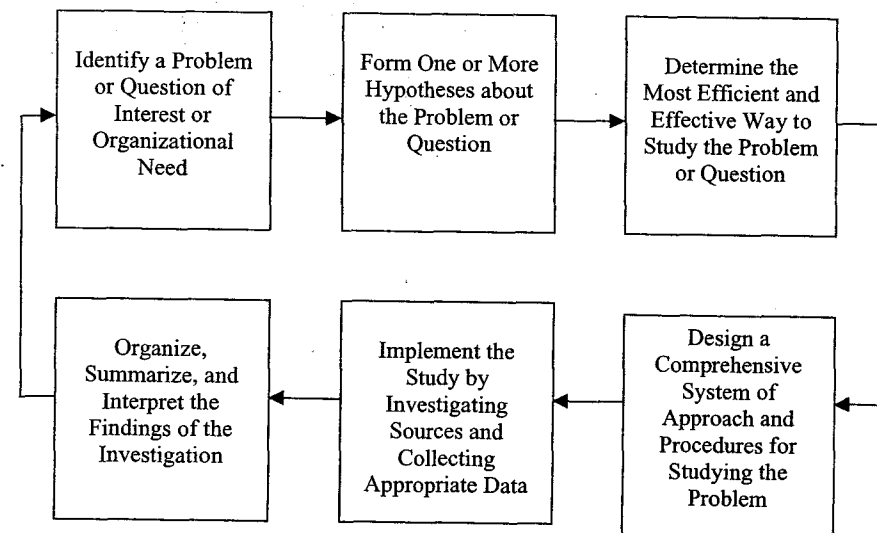 Identify a Problem
or Question of
Interest or
Organizational
Need
Form One or More
Hypotheses about
the Problem or
Question
Determine the
Most Efficient and
Effective Way to
Study the Problem
or Question
Design a
Comprehensive
System of
Approach and
Procedures for
Studying the
Problem
Implement the
Study by
Investigating
Sources and
Collecting
Appropriate Data
Organize,
Summarize, and
Interpret the
Findings of the
Investigation